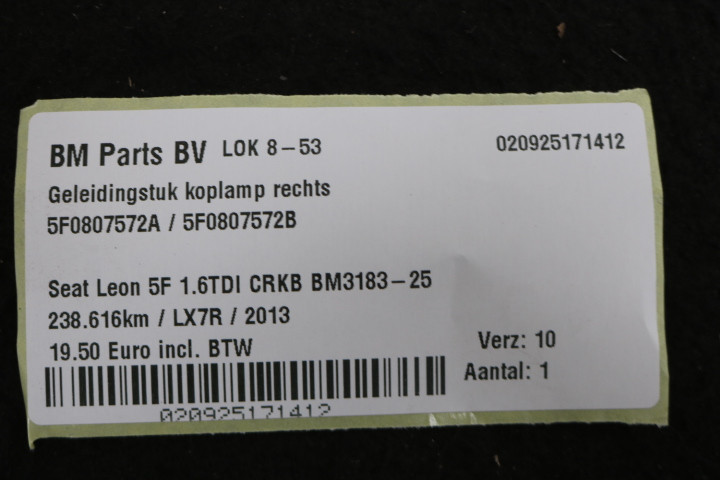 BM Parts BV LOK 8-53 020925171412
Geleidingstuk koplamp rechts
5F0807572A / 5F0807572B
Seat Leon 5F 1.6TDI CRKB BM3183-25
238.616km / LX7R / 2013
19.50 Euro incl. BTW Verz: 10
Aantal: 1
020925171412